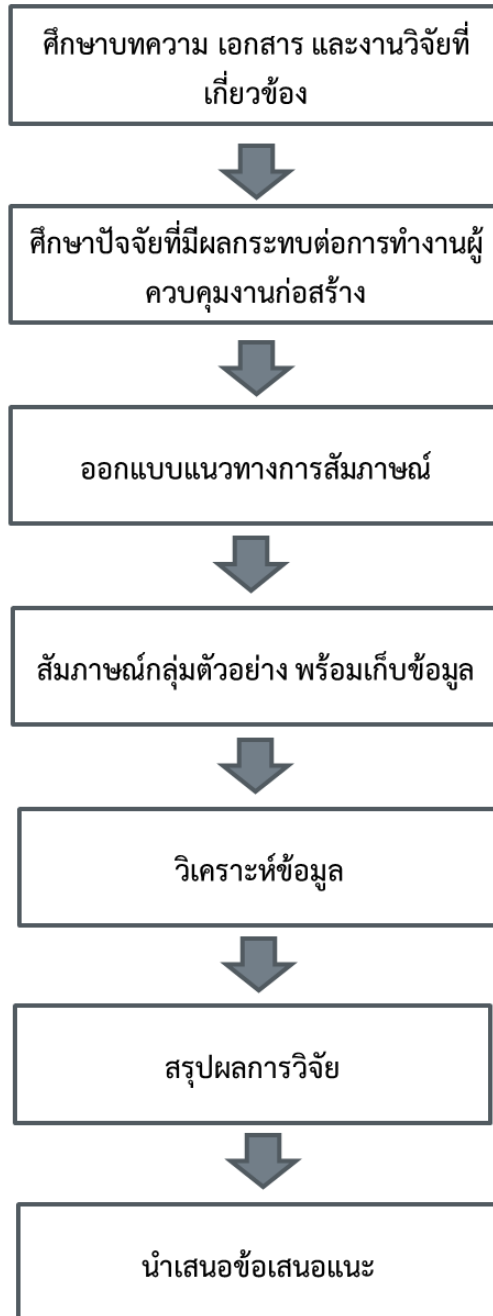 ศึกษาบทความ เอกสาร และงานวิจัยที่
เกี่ยวข้อง
ศึกษาปัจจัยที่มีผลกระทบต่อการทำงานผู้
ควบคุมงานก่อสร้าง
ออกแบบแนวทางการสัมภาษณ์
สัมภาษณ์กลุ่มตัวอย่าง พร้อมเก็บข้อมูล
วิเคราะห์ข้อมูล
สรุปผลการวิจัย
นำเสนอข้อเสนอแนะ